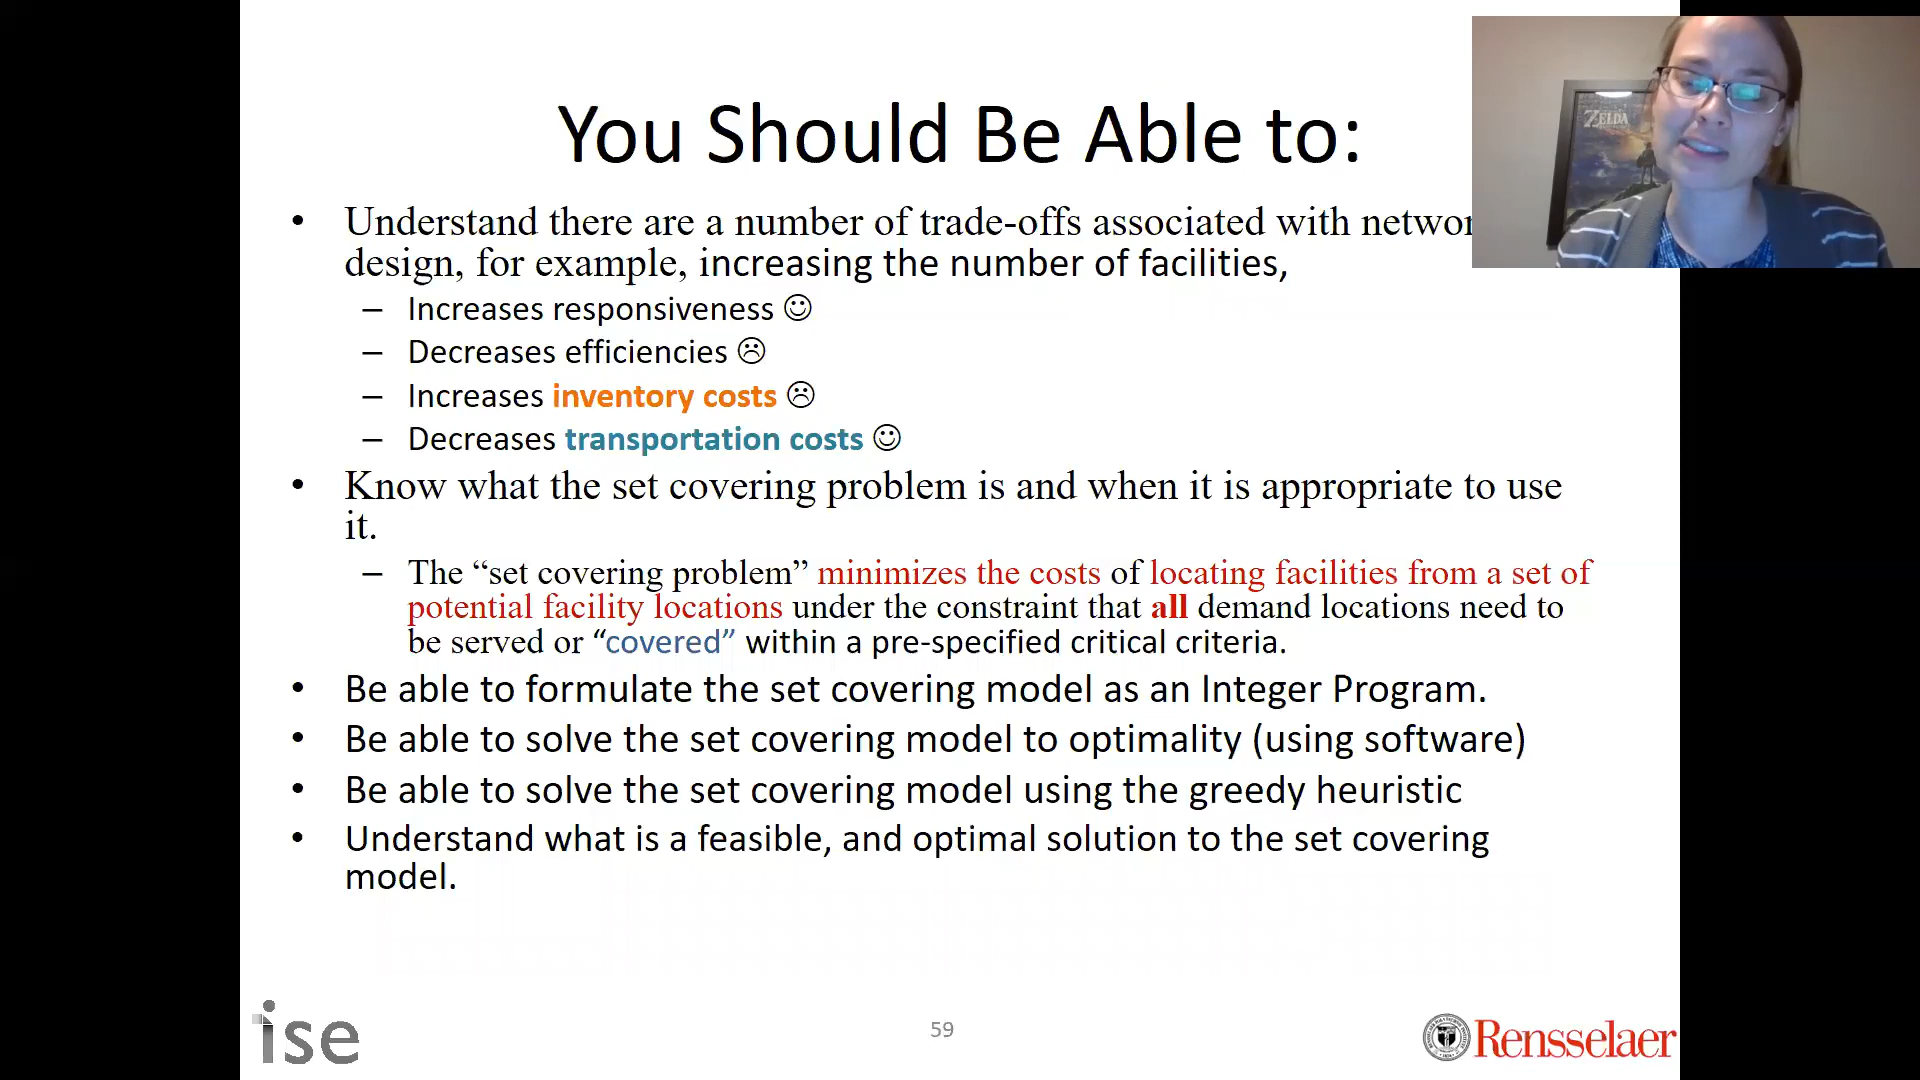 You Should Be Able to:
• Understand there are a number of trade-offs associated with
design, for example, increasing the number of facilities,
– Increases responsiveness ☺
– Decreases efficiencies ☹
– Increases inventory costs ☹
– Decreases transportation costs ☺
• Know what the set covering problem is and when it is appropriate to use
it.
– The “set covering problem” minimizes the costs of locating facilities from a set of
potential facility locations under the constraint that all demand locations need to
be served or “covered” within a pre-specified critical criteria.
• Be able to formulate the set covering model as an Integer Program.
• Be able to solve the set covering model to optimality (using software)
• Be able to solve the set covering model using the greedy heuristic
• Understand what is a feasible, and optimal solution to the set covering
model.
ZELDA
ise
59
Rensselaer